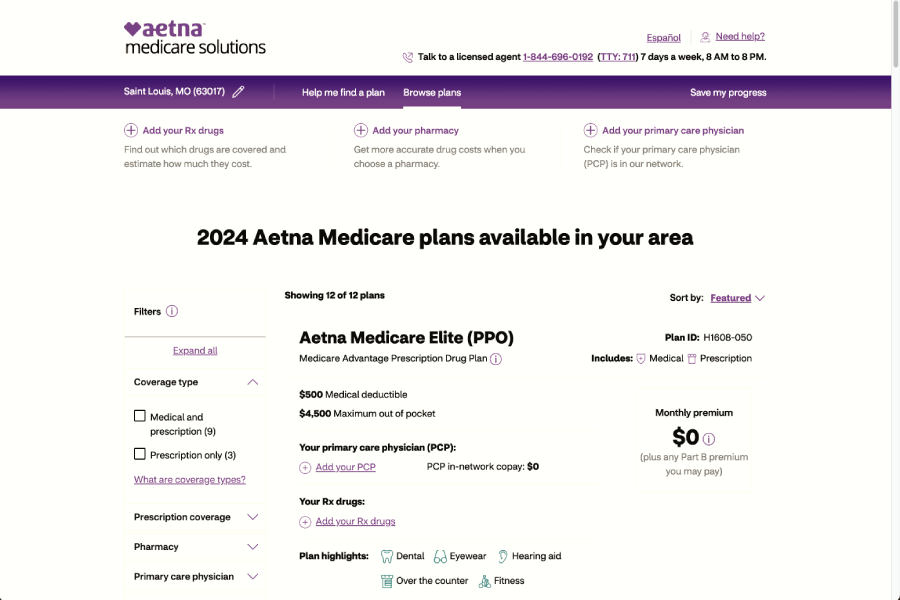 aetna™
medicare solutions
Español
Need help?
Talk to a licensed agent 1-844-696-0192 (TTY: 711) 7 days a week, 8 AM to 8 PM.
Saint Louis, MO (63017)
Help me find a plan
Browse plans
Save my progress
Add your Rx drugs
Find out which drugs are covered and
estimate how much they cost.
Add your pharmacy
Get more accurate drug costs when you
choose a pharmacy.
Add your primary care physician
Check if your primary care physician
(PCP) is in our network.
2024 Aetna Medicare plans available in your area
Filters
Expand all
Coverage type
Medical and
prescription (9)
Prescription only (3)
What are coverage types?
Prescription coverage
Pharmacy
Primary care physician
Showing 12 of 12 plans
Sort by: Featured
Aetna Medicare Elite (PPO)
Medicare Advantage Prescription Drug Plan
Plan ID: H1608-050
Includes: Medical Prescription
$500 Medical deductible
$4,500 Maximum out of pocket
Monthly premium
$0
(plus any Part B premium
you may pay)
Your primary care physician (PCP):
Add your PCP
PCP in-network copay: $0
Your Rx drugs:
Add your Rx drugs
Plan highlights: Dental Eyewear Hearing aid
Over the counter Fitness